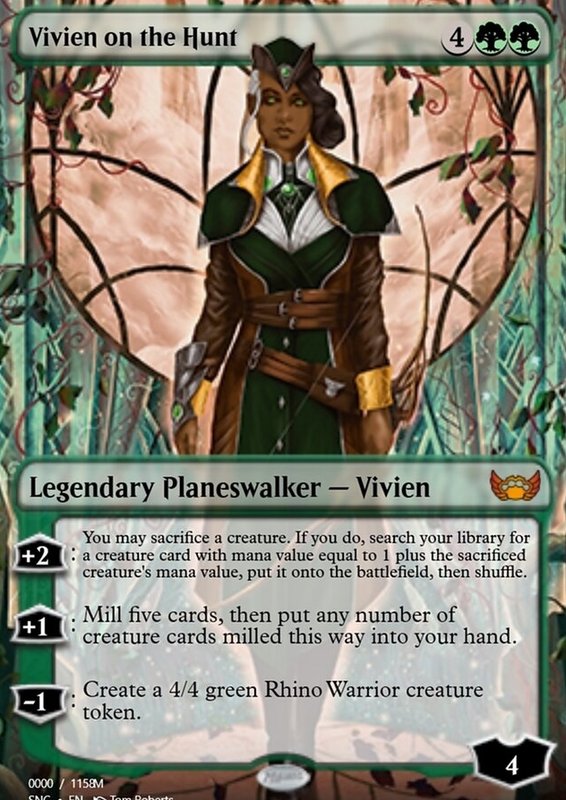 Vivien on the Hunt 4
Legendary Planeswalker — Vivien
+2: You may sacrifice a creature. If you do, search your library for
a creature card with mana value equal to 1 plus the sacrificed
creature's mana value, put it onto the battlefield, then shuffle.
+1: Mill five cards, then put any number of
creature cards milled this way into your hand.
-1: Create a 4/4 green Rhino Warrior creature
token.
4
0000 / 1158M
SNC • EN Tom Roberts